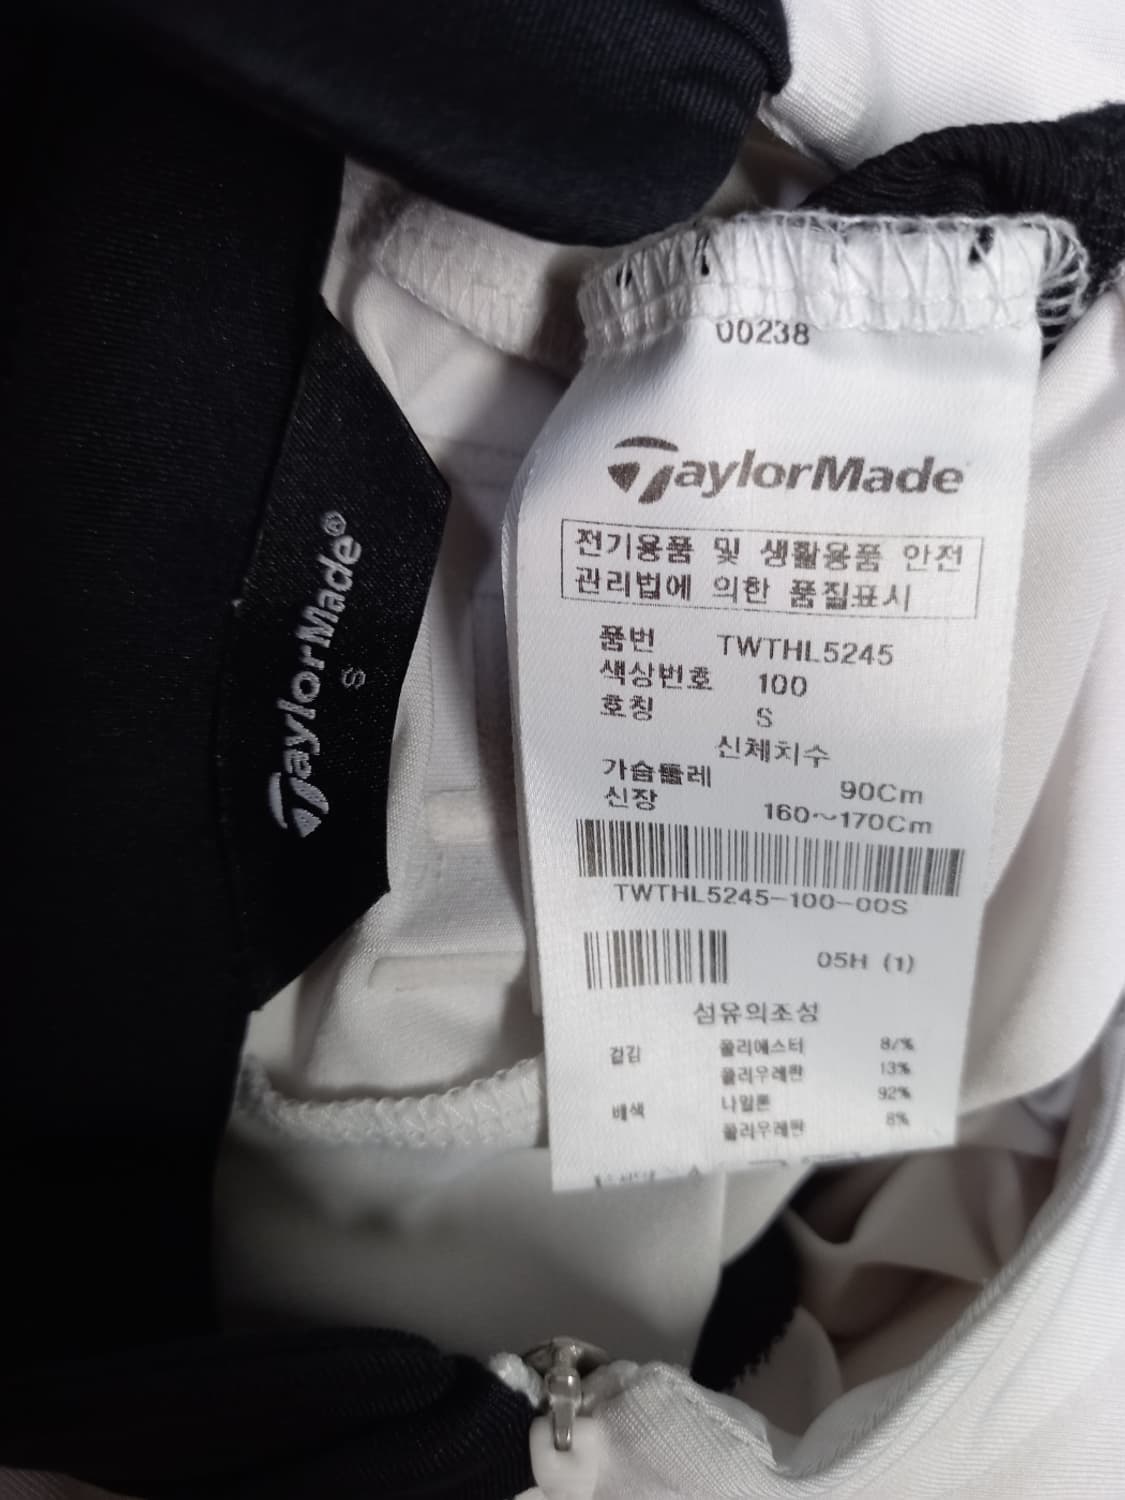 TaylorMade®
S
00238
TaylorMade
전기용품 및 생활용품 안전
관리법에 의한 품질표시
품번 TWTHL5245
색상번호 100
호칭 S
신체치수
가슴둘레 90Cm
신장 160~170Cm
TWTHL5245-100-00S
05H (1)
섬유의조성
겉감 폴리에스터 87%
폴리우레탄 13%
배색 나일론 92%
폴리우레탄 8%